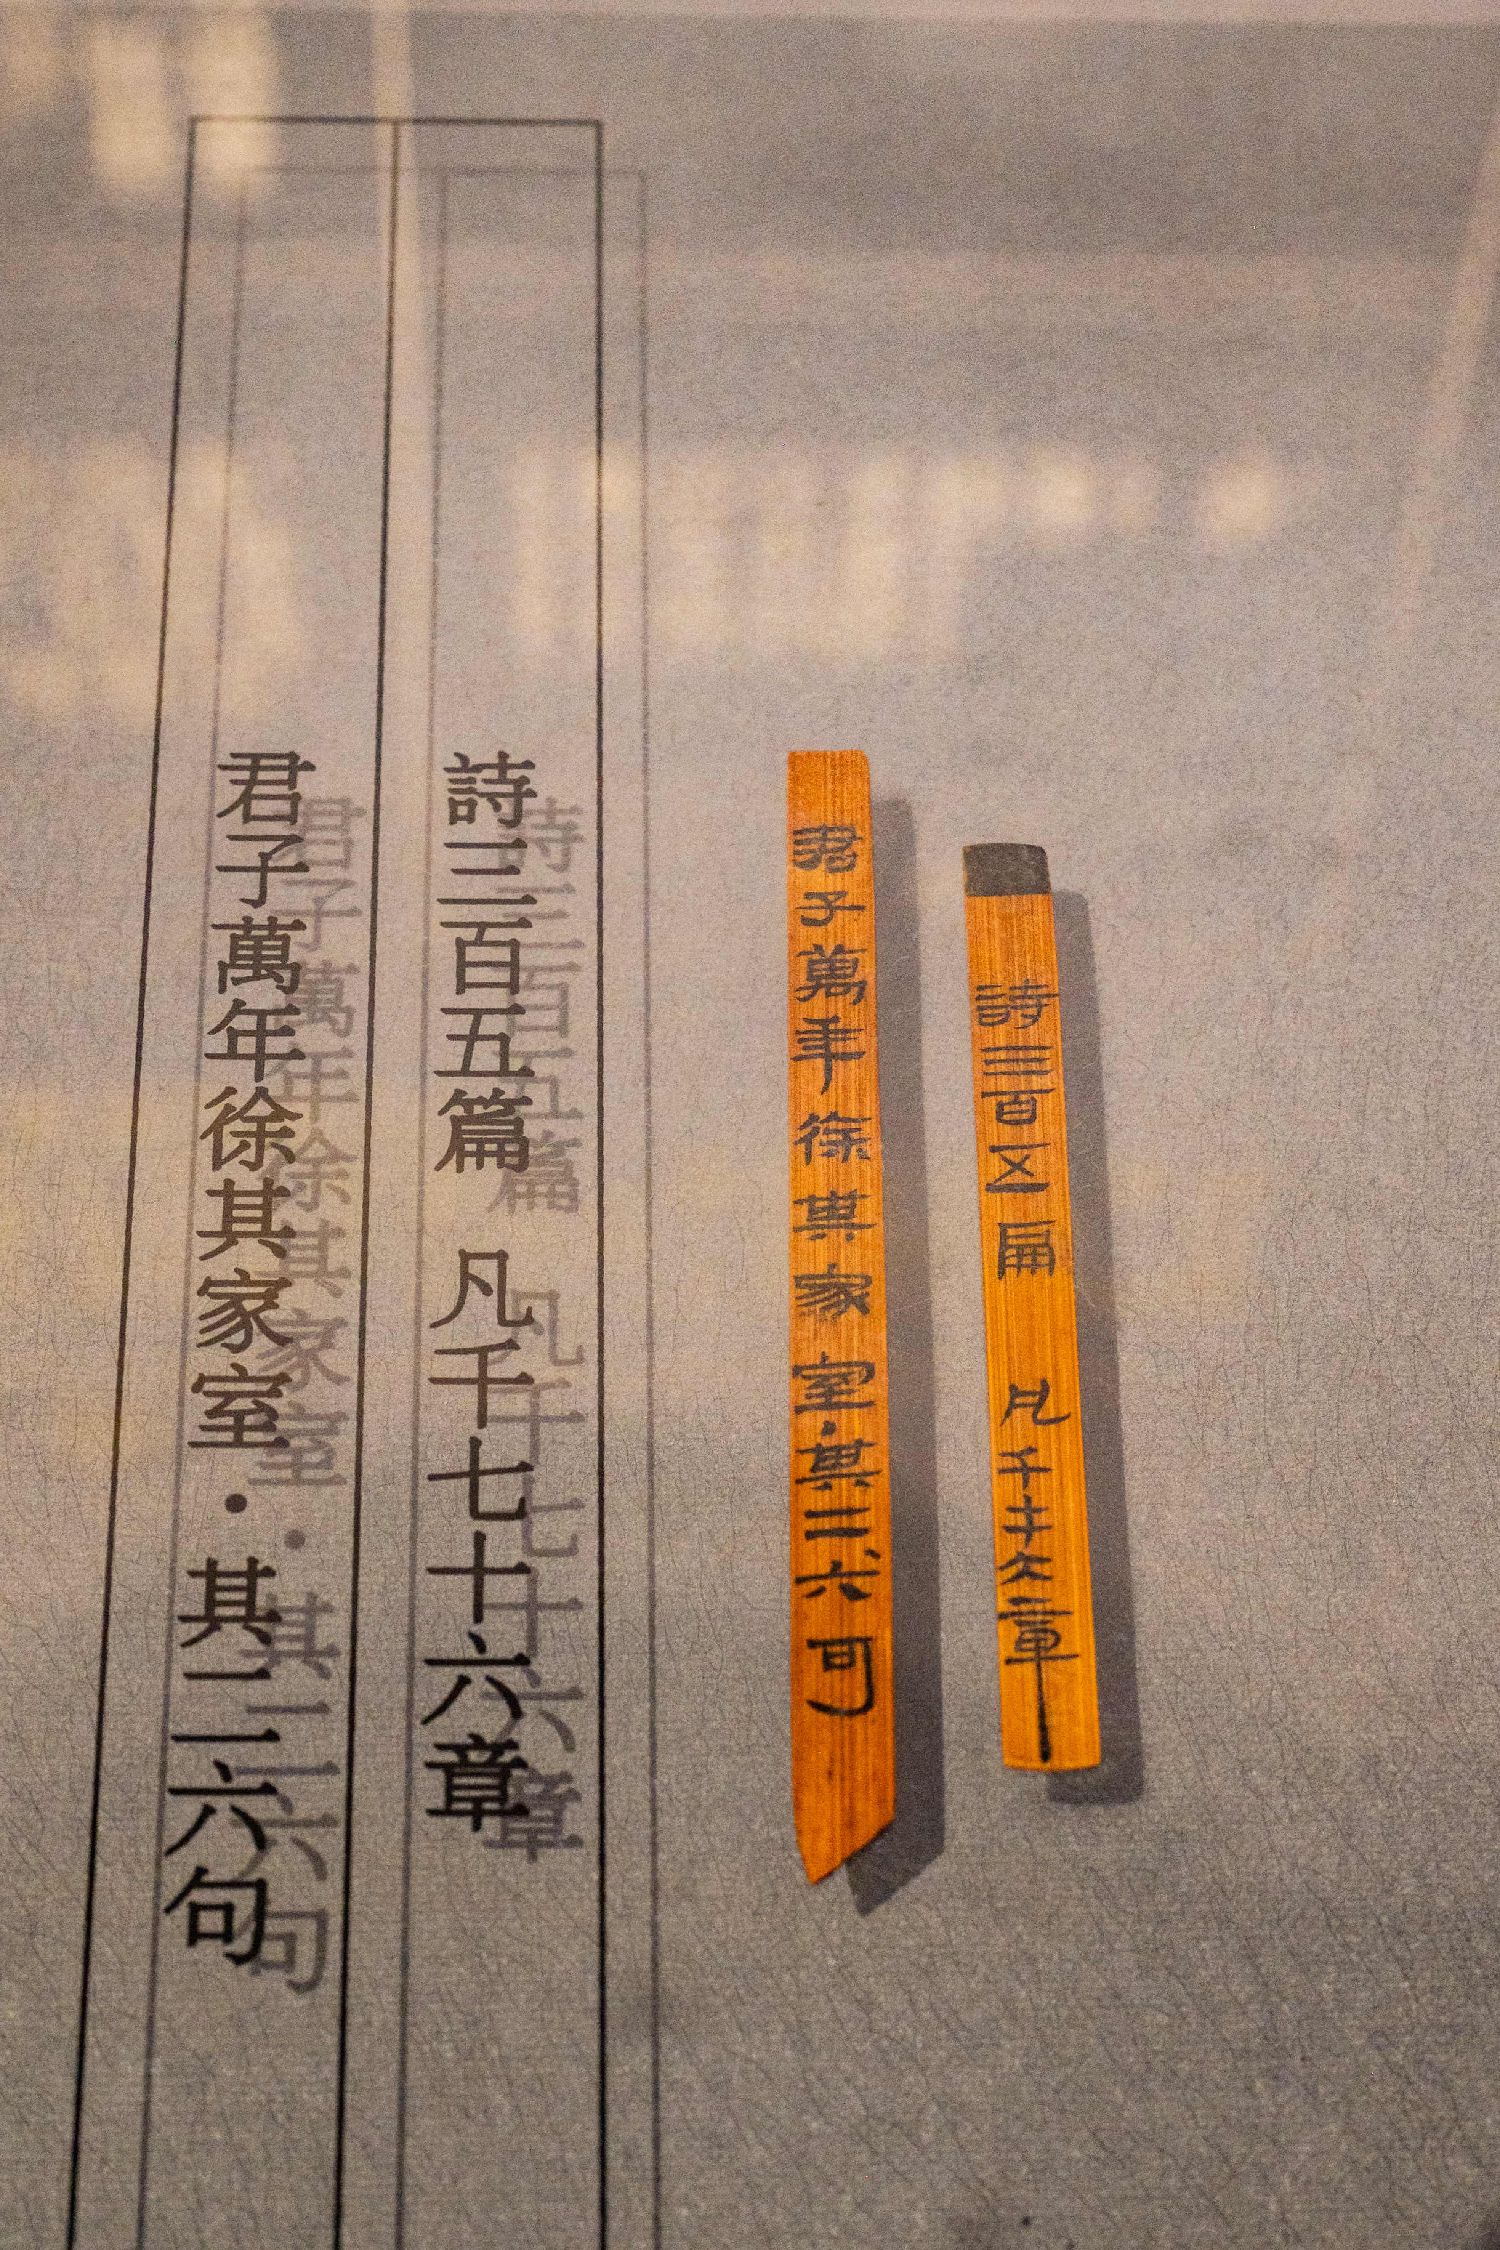 詩三百五扁 凡千七十六章
君子萬年徐其家室·其二六句
詩三百五篇 凡千七十六章
君子萬年徐其家室·其二六句